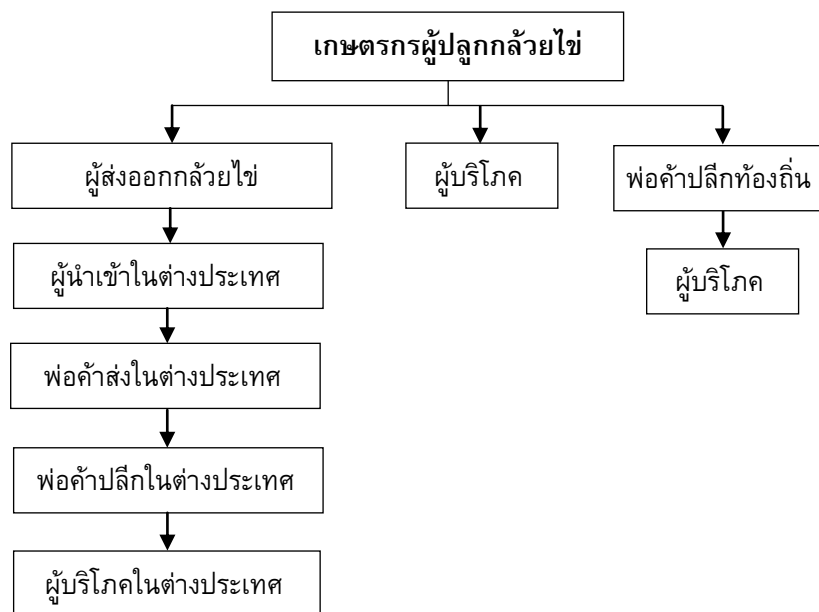 เกษตรกรผู้ปลูกกล้วยไข่
ผู้ส่งออกกล้วยไข่
ผู้บริโภค
พ่อค้าปลีกท้องถิ่น
ผู้นำเข้าในต่างประเทศ
ผู้บริโภค
พ่อค้าส่งในต่างประเทศ
พ่อค้าปลีกในต่างประเทศ
ผู้บริโภคในต่างประเทศ